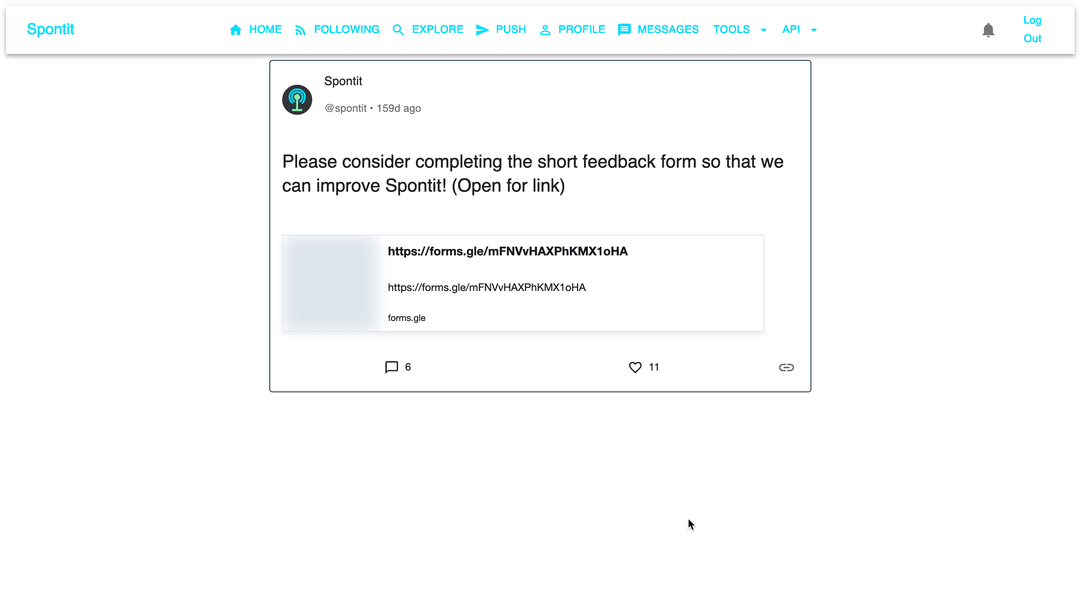 Spontit
HOME FOLLOWING EXPLORE PUSH PROFILE MESSAGES TOOLS API
Log
Out
Spontit
@spontit • 159d ago
Please consider completing the short feedback form so that we
can improve Spontit! (Open for link)
https://forms.gle/mFNVvHAXPhKMX1oHA
https://forms.gle/mFNVvHAXPhKMX1oHA
forms.gle
6
11